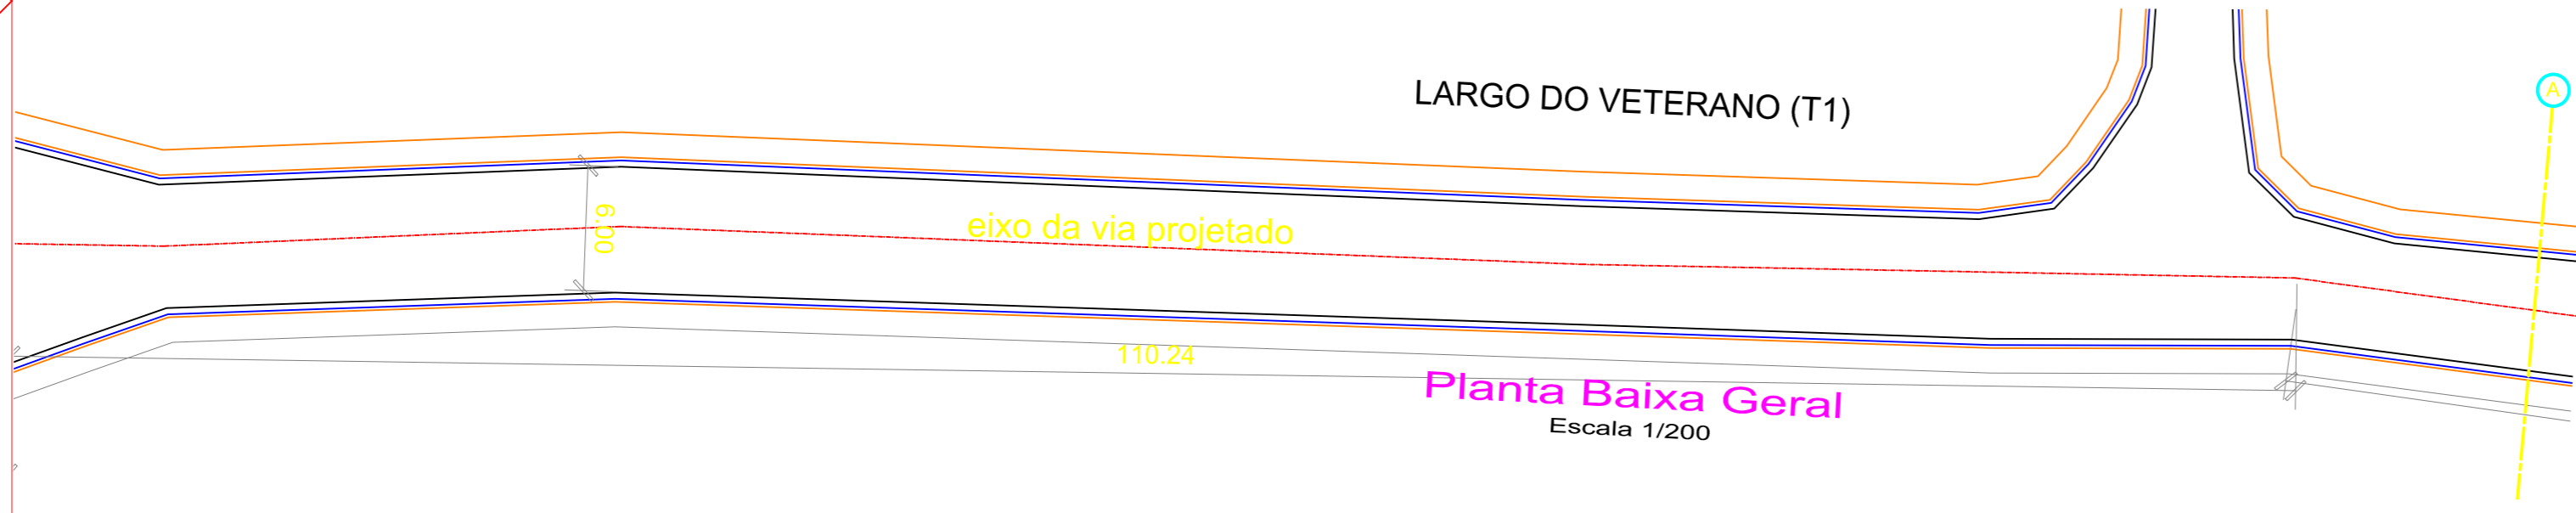 LARGO DO VETERANO (T1)
A
6.00
eixo da via projetado
110.24
Planta Baixa Geral
Escala 1/200